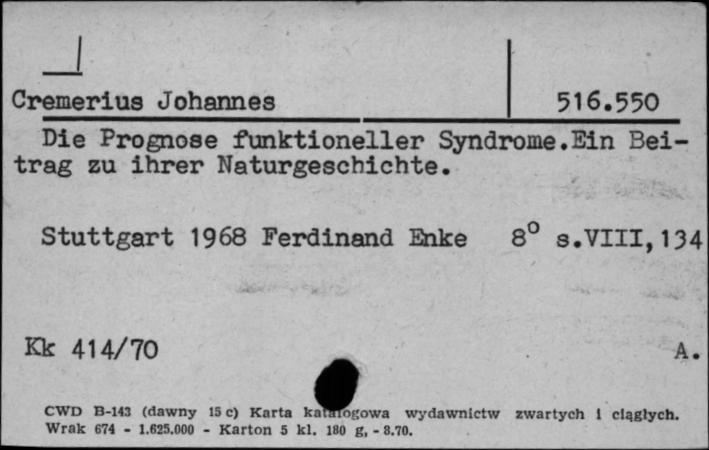 Cremerius Johannes 516.550
Die Prognose funktioneller Syndrome.Ein Bei-
trag zu ihrer Naturgeschichte.
Stuttgart 1968 Ferdinand Enke 8° s.VIII,134
Kk 414/70 A.
CWD B-143 (dawny 15 c) Karta katalogowa wydawnictw zwartych i ciągłych.
Wrak 674 - 1.625.000 - Karton 5 kl. 180 g, - 8.70.